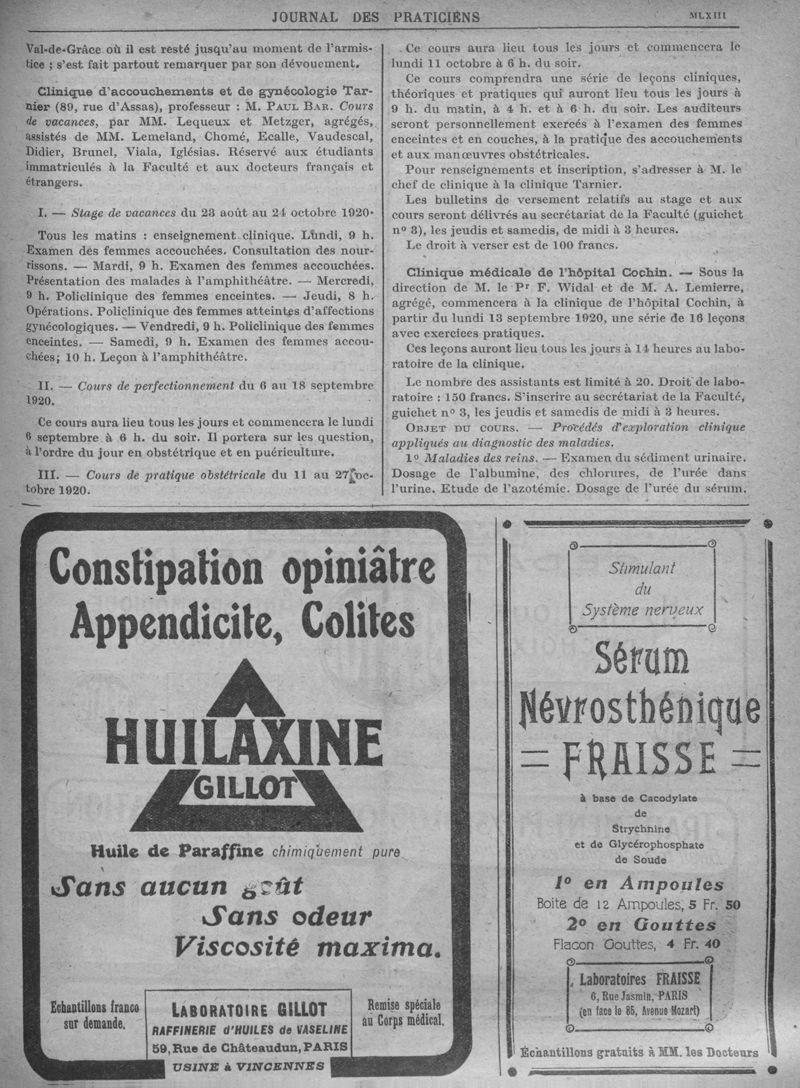 JOURNAL DES PRATICIENS
MLXIII
Val-de-Grâce où il est resté jusqu'au moment de l'armis-
tice ; s'est fait partout remarquer par son dévouement.
Clinique d'accouchements et de gynécologie Tar-
nier (89, rue d'Assas), professeur : M. PAUL BAR. Cours
de vacances, par MM. Lequeux et Metzger, agrégés,
assistés de MM. Lemeland, Chomé, Ecalle, Vaudescal,
Didier, Brunel, Viala, Iglésias. Réservé aux étudiants
immatriculés à la Faculté et aux docteurs français et
étrangers.
I. — Stage de vacances du 23 août au 24 octobre 1920.
Tous les matins : enseignement clinique. Lundi, 9 h.
Examen des femmes accouchées. Consultation des nour-
rissons. — Mardi, 9 h. Examen des femmes accouchées.
Présentation des malades à l'amphithéâtre. — Mercredi,
9 h. Policlinique des femmes enceintes. — Jeudi, 8 h.
Opérations. Policlinique des femmes atteintes d'affections
gynécologiques. — Vendredi, 9 h. Policlinique des femmes
enceintes. — Samedi, 9 h. Examen des femmes accou-
chées; 10 h. Leçon à l'amphithéâtre.
II. — Cours de perfectionnement du 6 au 18 septembre
1920.
Ce cours aura lieu tous les jours et commencera le lundi
6 septembre à 6 h. du soir. Il portera sur les question,
à l'ordre du jour en obstétrique et en puériculture.
III. — Cours de pratique obstétricale du 11 au 27 oc-
tobre 1920.
Ce cours aura lieu tous les jours et commencera le
lundi 11 octobre à 6 h. du soir.
Ce cours comprendra une série de leçons cliniques,
théoriques et pratiques qui auront lieu tous les jours à
9 h. du matin, à 4 h. et à 6 h. du soir. Les auditeurs
seront personnellement exercés à l'examen des femmes
enceintes et en couches, à la pratique des accouchements
et aux manœuvres obstétricales.
Pour renseignements et inscription, s'adresser à M. le
chef de clinique à la clinique Tarnier.
Les bulletins de versement relatifs au stage et aux
cours seront délivrés au secrétariat de la Faculté (guichet
nº 3), les jeudis et samedis, de midi à 3 heures.
Le droit à verser est de 100 francs.
Clinique médicale de l'hôpital Cochin. — Sous la
direction de M. le Pr F. Widal et de M. A. Lemierre,
agrégé, commencera à la clinique de l'hôpital Cochin, à
partir du lundi 13 septembre 1920, une série de 16 leçons
avec exercices pratiques.
Ces leçons auront lieu tous les jours à 14 heures au labo-
ratoire de la clinique.
Le nombre des assistants est limité à 20. Droit de labo-
ratoire : 150 francs. S'inscrire au secrétariat de la Faculté,
guichet nº 3, les jeudis et samedis de midi à 3 heures.
OBJET DU COURS. — Procédés d'exploration clinique
appliqués au diagnostic des maladies.
1º Maladies des reins. — Examen du sédiment urinaire.
Dosage de l'albumine, des chlorures, de l'urée dans
l'urine. Etude de l'azotémie. Dosage de l'urée du sérum.
Constipation opiniâtre
Appendicite, Colites
HUILAXINE
GILLOT
Huile de Paraffine chimiquement pure
Sans aucun goût
Sans odeur
Viscosité maxima.
Echantillons franco
sur demande.
LABORATOIRE GILLOT
RAFFINERIE d'HUILES de VASELINE
59, Rue de Châteaudun, PARIS
USINE à VINCENNES
Remise spéciale
au Corps médical.
Stimulant
du
Système nerveux
Sérum
Névrosthénique
= FRAISSE =
à base de Cacodylate
de
Strychnine
et de Glycérophosphate
de Soude
1º en Ampoules
Boite de 12 Ampoules, 5 Fr. 50
2º en Gouttes
Flacon Gouttes, 4 Fr. 40
Laboratoires FRAISSE
6, Rue Jasmin, PARIS
(en face le 85, Avenue Mozart)
Échantillons gratuits à MM. les Docteurs